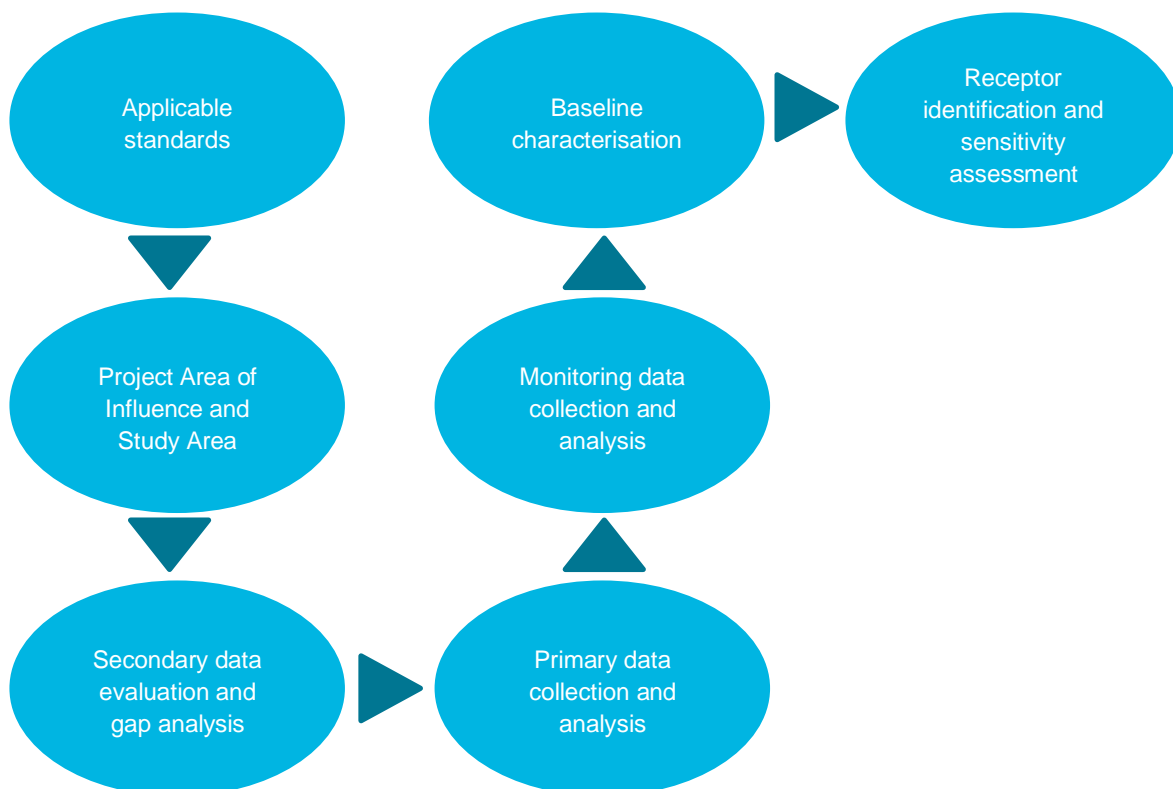 Applicable
standards
Project Area of
Influence and
Study Area
Secondary data
evaluation and
gap analysis
Primary data
collection and
analysis
Monitoring data
collection and
analysis
Baseline
characterisation
Receptor
identification and
sensitivity
assessment